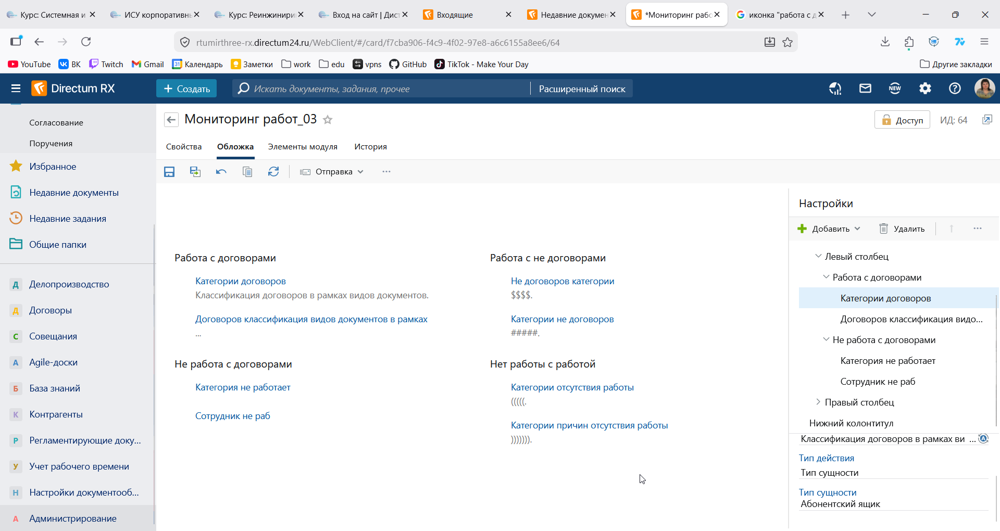 Курс: Системная и
ИСУ корпоративнь
Курс: Реинжинири
Вход на сайт | Дист
Входящие
Недавние докумен
*Мониторинг рабо
иконка "работа с д
rtumirthree-rx.directum24.ru/WebClient/#/card/f7cba906-f4c9-4f02-97e8-a6c6155a8ee6/64
YouTube
ВК
Twitch
Gmail
31 Календарь
Заметки
work
edu
vpns
GitHub
TikTok - Make Your Day
Другие закладки
Directum RX
Создать
Искать документы, задания, прочее
Расширенный поиск
NEW
Согласование
Поручения
Избранное
Недавние документы
Недавние задания
Общие папки
Д Делопроизводство
Д Договоры
С Совещания
A Agile-доски
Б База знаний
К Контрагенты
Р Регламентирующие доку...
У Учет рабочего времени
Н Настройки документооб...
А Администрирование
Мониторинг работ_03
Доступ
ИД: 64
Свойства
Обложка
Элементы модуля
История
Отправка
...
Работа с договорами
Категории договоров
Классификация договоров в рамках видов документов.
Договоров классификация видов документов в рамках
...
Не работа с договорами
Категория не работает
Сотрудник не раб
Работа с не договорами
Не договоров категории
$$$$.
Категории не договоров
#####.
Нет работы с работой
Категории отсутствия работы
(((((.
Категории причин отсутствия работы
))))))).
Настройки
Добавить
Удалить
...
Левый столбец
Работа с договорами
Категории договоров
Договоров классификация видо...
Не работа с договорами
Категория не работает
Сотрудник не раб
Правый столбец
Нижний колонтитул
Классификация договоров в рамках ви ...
Тип действия
Тип сущности
Тип сущности
Абонентский ящик